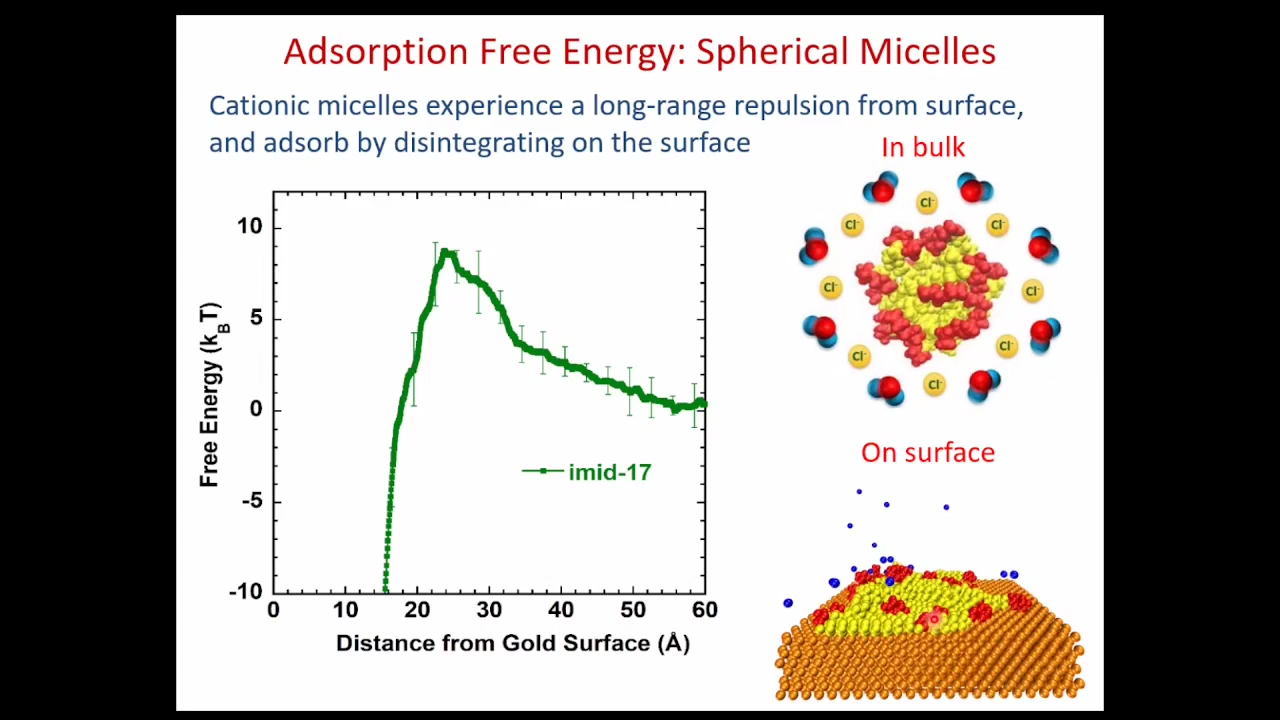 Adsorption Free Energy: Spherical Micelles
Cationic micelles experience a long-range repulsion from surface,
and adsorb by disintegrating on the surface
In bulk
Cl⁻
Cl⁻
Cl⁻
Cl⁻
Cl⁻
Cl⁻
Cl⁻
Cl⁻
On surface
Free Energy (k_BT)
10
5
0
-5
-10
imid-17
0 10 20 30 40 50 60
Distance from Gold Surface (Å)